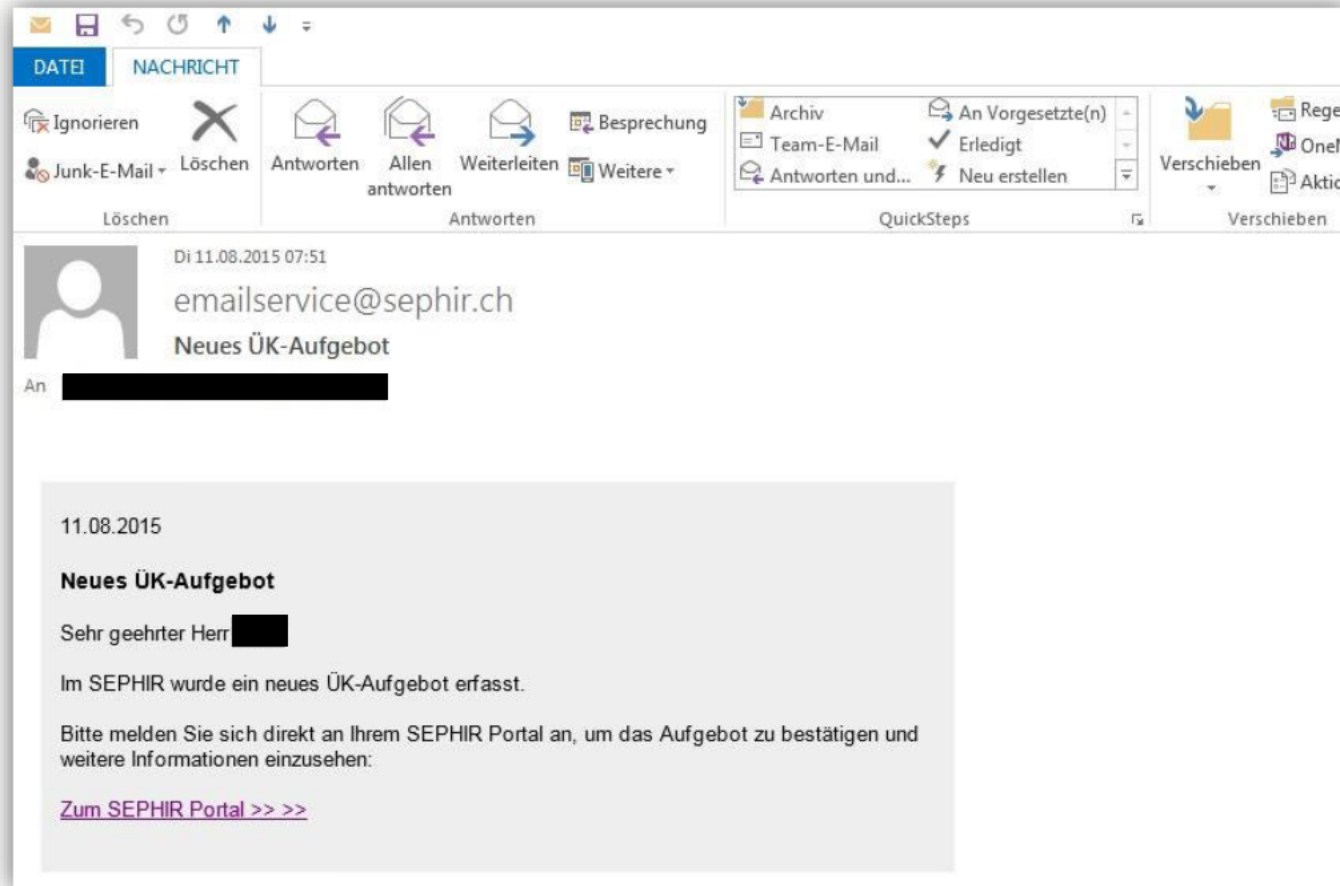 DATEI NACHRICHT
Ignorieren
Junk-E-Mail
Löschen
Löschen
Antworten
Allen
antworten
Weiterleiten
Besprechung
Weitere
Antworten
Archiv
Team-E-Mail
Antworten und...
An Vorgesetzte(n)
Erledigt
Neu erstellen
QuickSteps
Verschieben
Verschieben
Di 11.08.2015 07:51
emailservice@sephir.ch
Neues ÜK-Aufgebot
An
11.08.2015
Neues ÜK-Aufgebot
Sehr geehrter Herr
Im SEPHIR wurde ein neues ÜK-Aufgebot erfasst.
Bitte melden Sie sich direkt an Ihrem SEPHIR Portal an, um das Aufgebot zu bestätigen und
weitere Informationen einzusehen:
Zum SEPHIR Portal >> >>